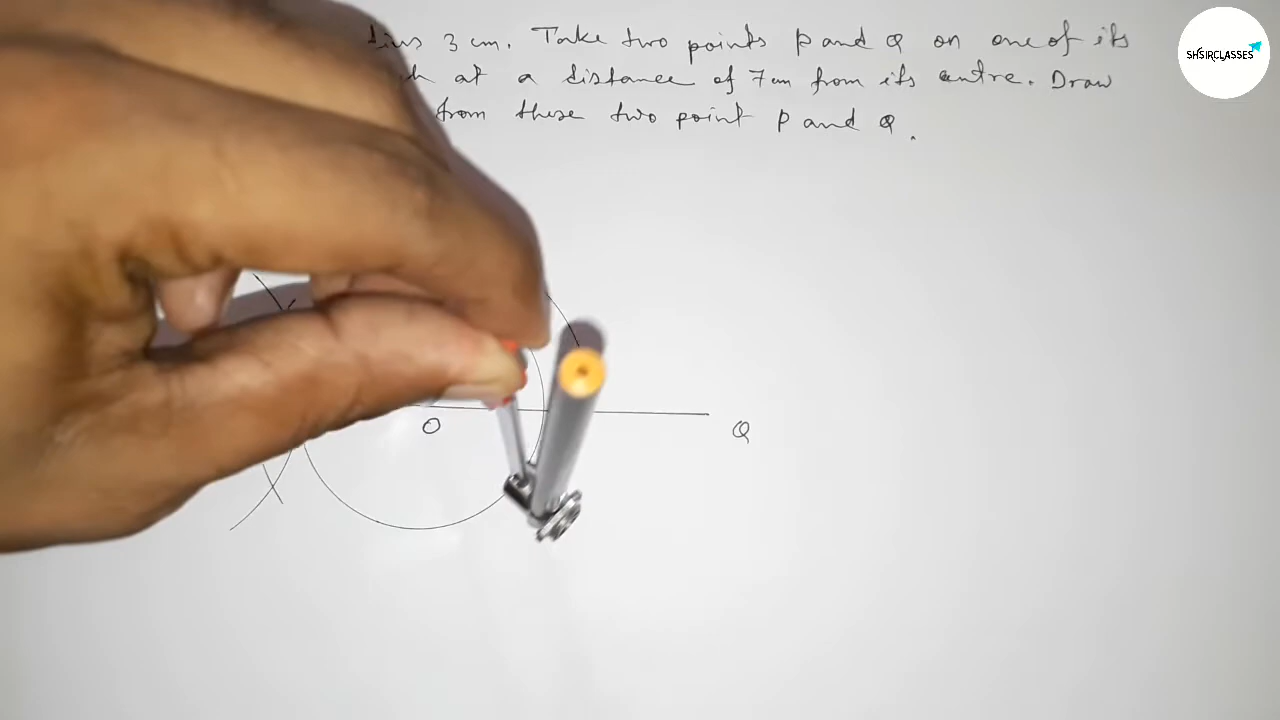 3 cm. Take two points P and Q on one of its
at a distance of 7 cm from its centre. Draw
from these two point P and Q.
O
Q
SHSIRCLASSES